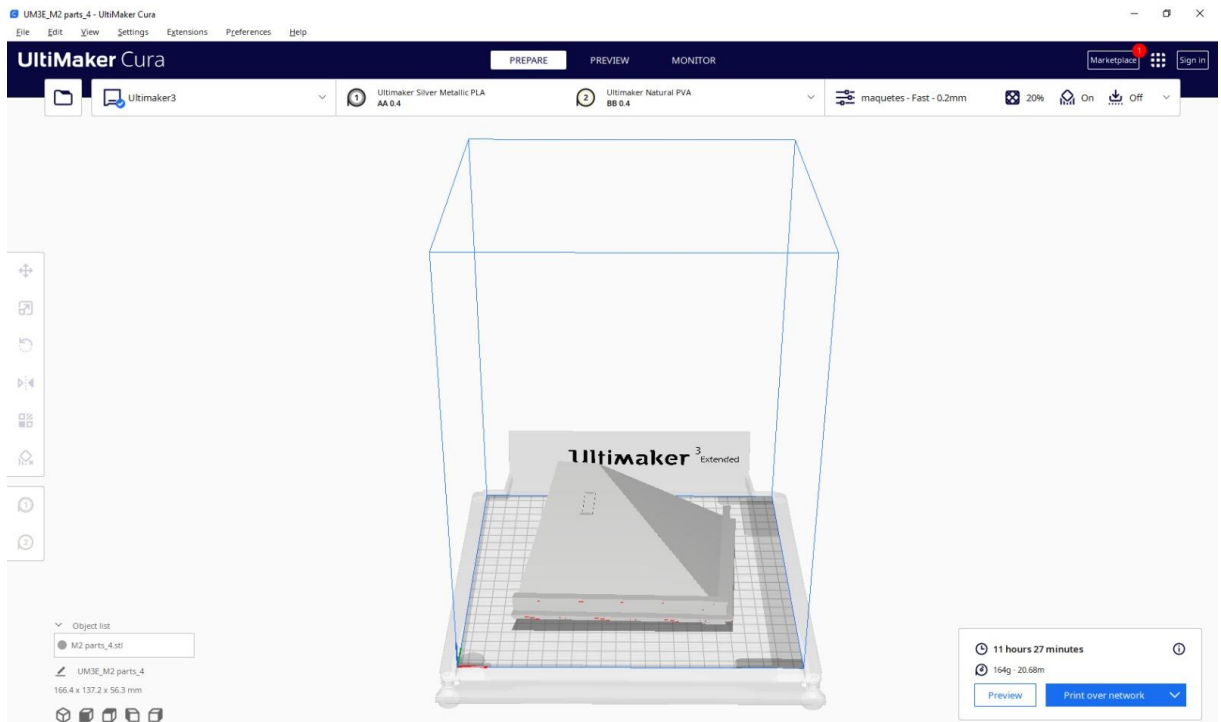 UM3E_M2 parts_4 - UltiMaker Cura
File Edit View Settings Extensions Preferences Help
UltiMaker Cura
PREPARE PREVIEW MONITOR
Marketplace 1
Sign in
Ultimaker3
1 Ultimaker Silver Metallic PLA
AA 0.4
2 Ultimaker Natural PVA
BB 0.4
maquetes - Fast - 0.2mm 20% On Off
Ultimaker 3 Extended
1
2
Object list
M2 parts_4.stl
UM3E_M2 parts_4
166.4 x 137.2 x 56.3 mm
11 hours 27 minutes
164g · 20.68m
Preview Print over network